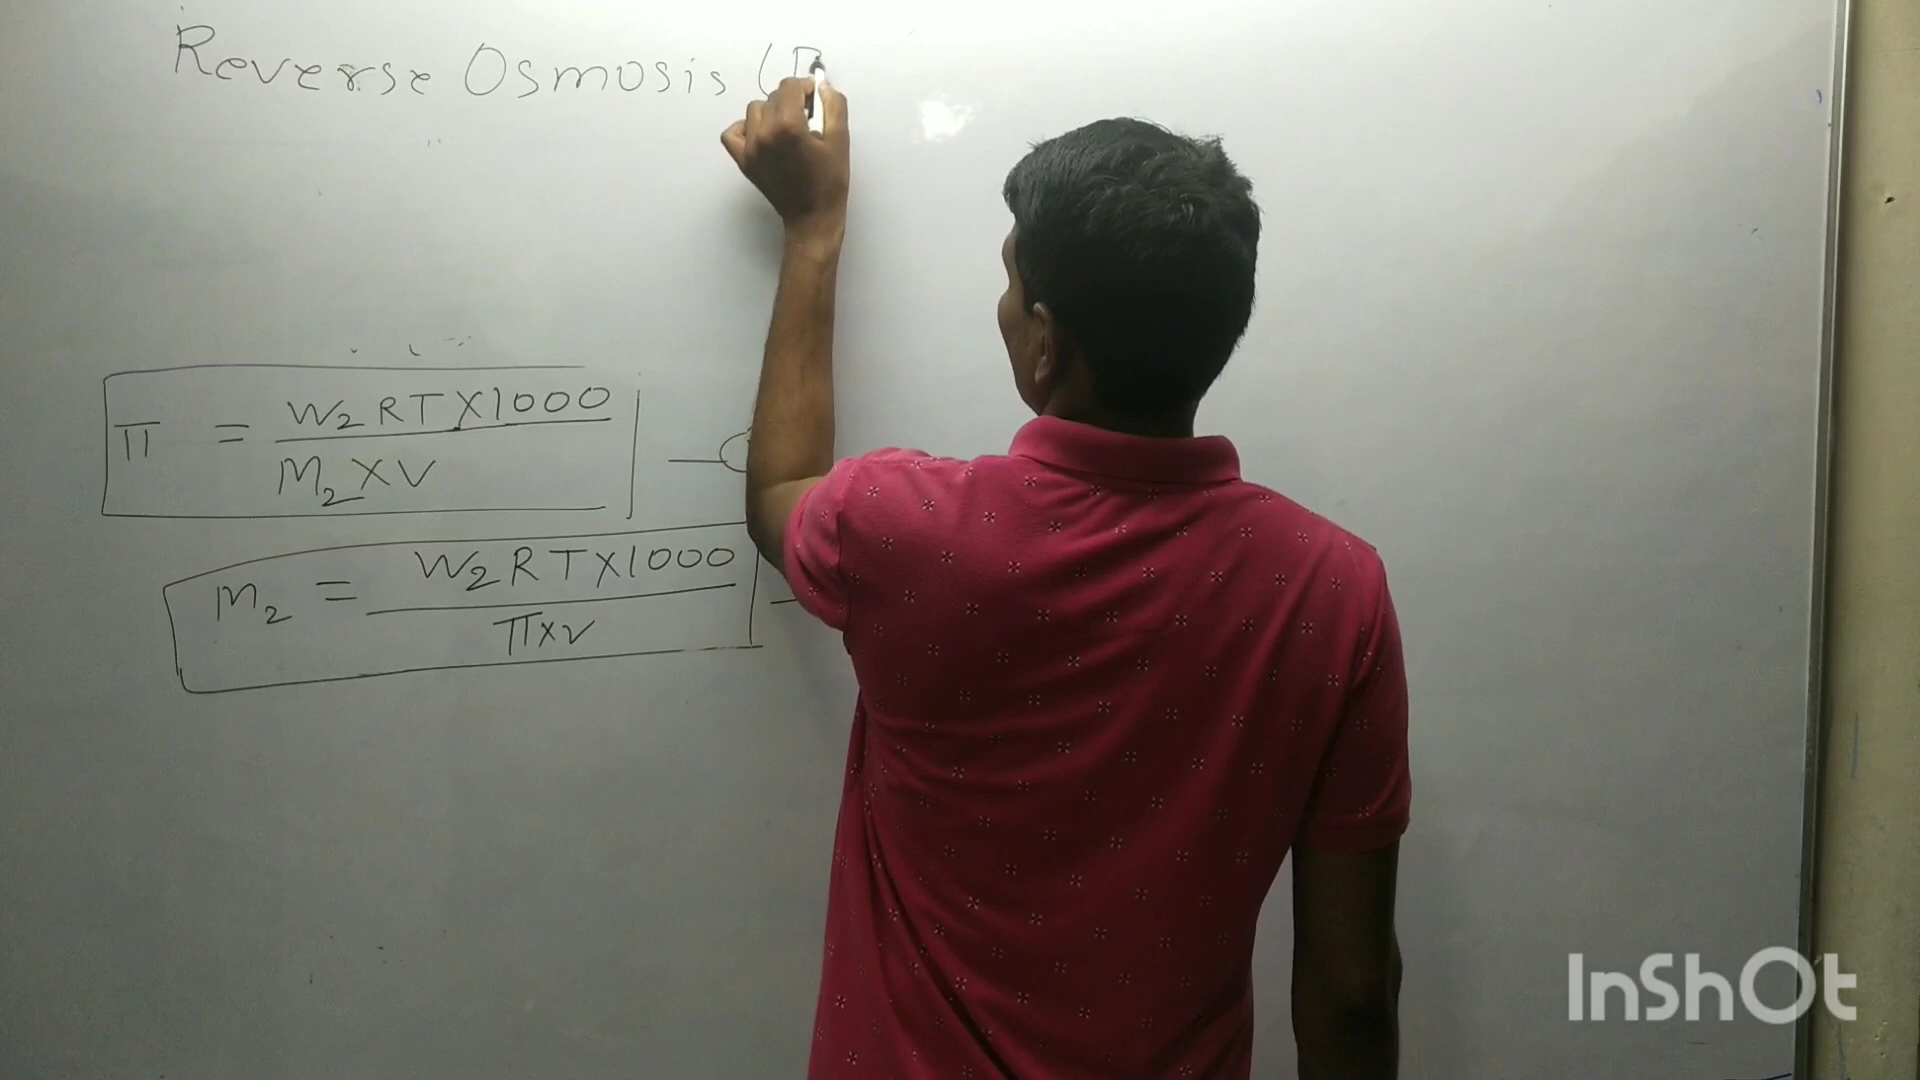 Reverse Osmosis (R
π = W₂RTX1000 / M₂XV
M₂ = W₂RTX1000 / πXV
InShOt